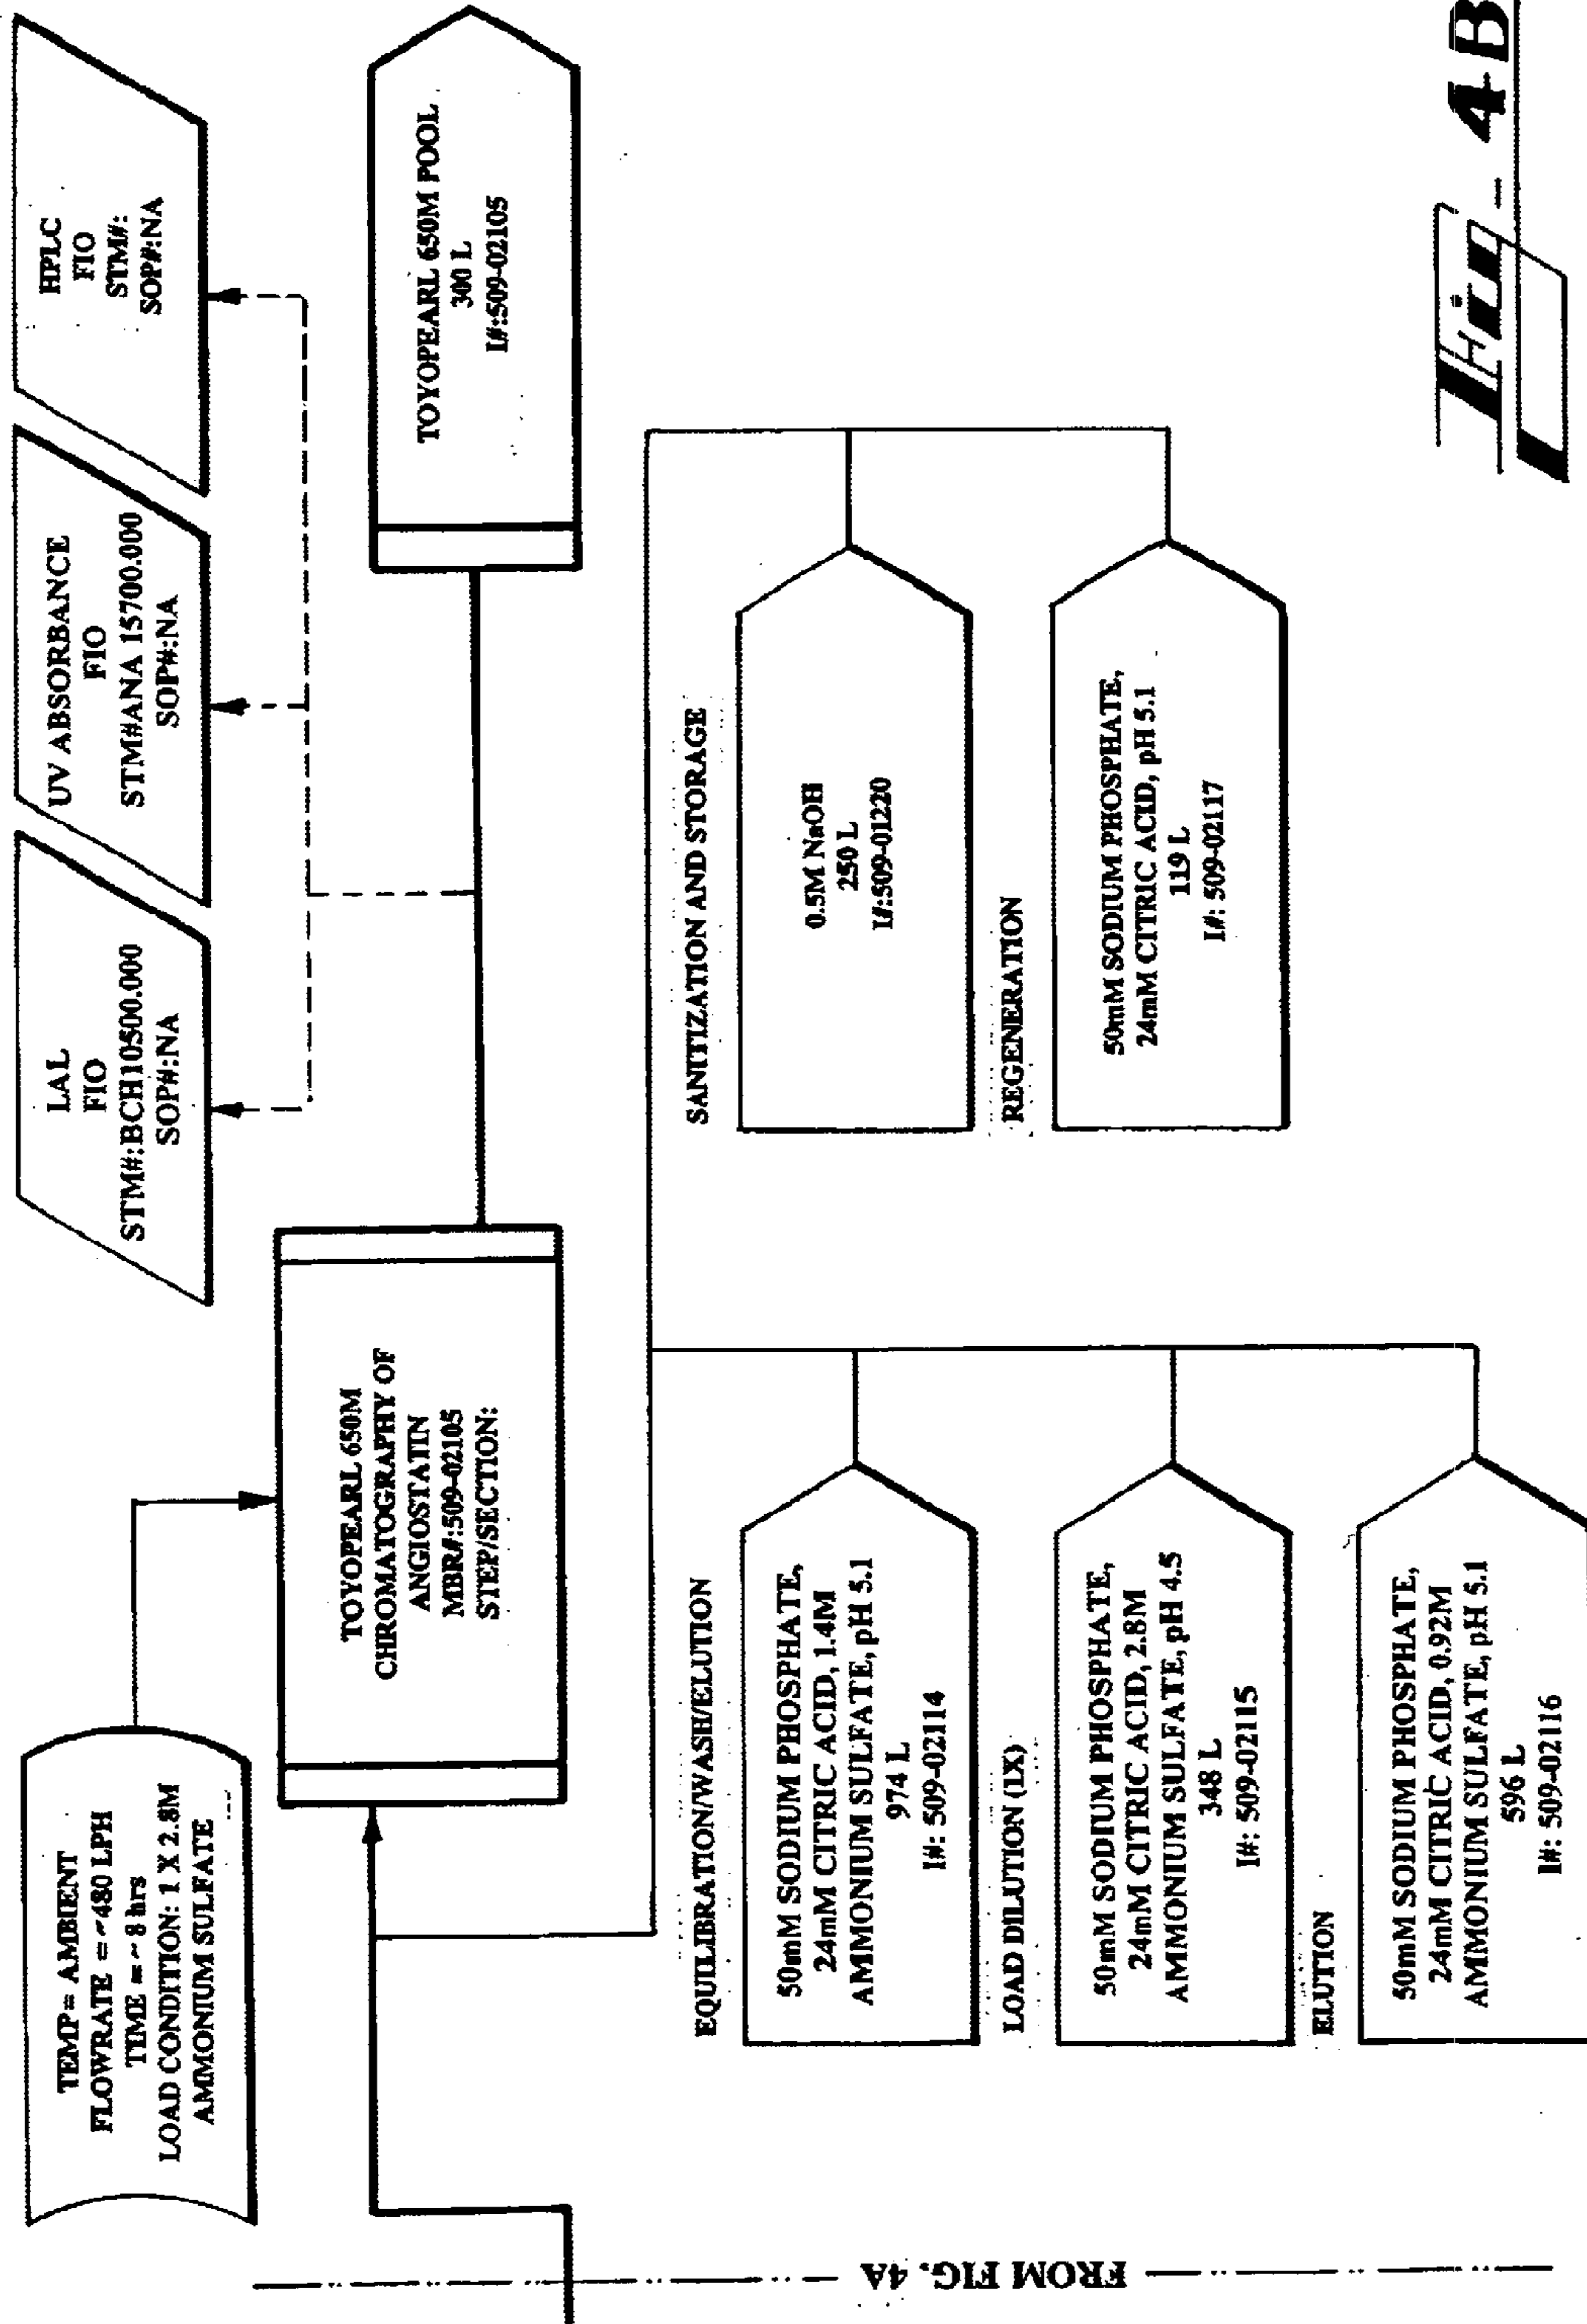 TEMP= AMBIENT
FLOWRATE =~480 LPH
TIME =~ 8 hrs
LOAD CONDITION: 1 X 2.8M
AMMONIUM SULFATE
LAL
FIO
STM#:BCH10500.000
SOP#:NA
UV ABSORBANCE
FIO
STM#ANA 15700.000
SOP#:NA
HPLC
FIO
STM#:
SOP#:NA
TOYOPEARL 650M
CHROMATOGRAPHY OF
ANGIOSTATIN
MBR#:509-02105
STEP/SECTION:
TOYOPEARL 650M POOL
300 L
I#:509-02105
EQUILIBRATION/WASH/ELUTION
50mM SODIUM PHOSPHATE,
24mM CITRIC ACID, 1.4M
AMMONIUM SULFATE, pH 5.1
974 L
I#: 509-02114
LOAD DILUTION (1X)
50mM SODIUM PHOSPHATE,
24mM CITRIC ACID, 2.8M
AMMONIUM SULFATE, pH 4.5
348 L
I#: 509-02115
ELUTION
50mM SODIUM PHOSPHATE,
24mM CITRIC ACID, 0.92M
AMMONIUM SULFATE, pH 5.1
596 L
I#: 509-02116
SANITIZATION AND STORAGE
0.5M NaOH
250 L
I#:509-01220
REGENERATION
50mM SODIUM PHOSPHATE,
24mM CITRIC ACID, pH 5.1
119 L
I#: 509-02117
FROM FIG. 4A
Fig- 4B